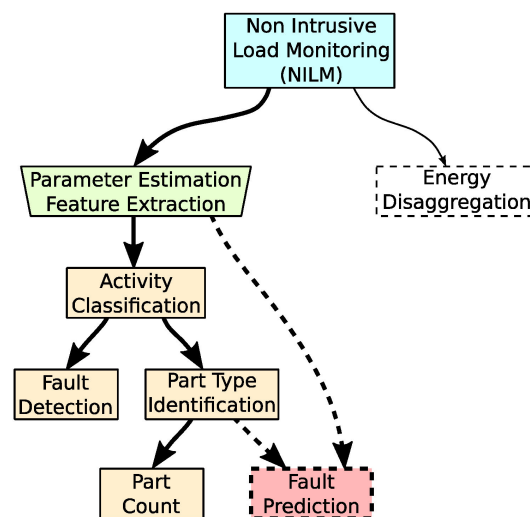 Non Intrusive
Load Monitoring
(NILM)
Parameter Estimation
Feature Extraction
Energy
Disaggregation
Activity
Classification
Fault
Detection
Part Type
Identification
Part
Count
Fault
Prediction